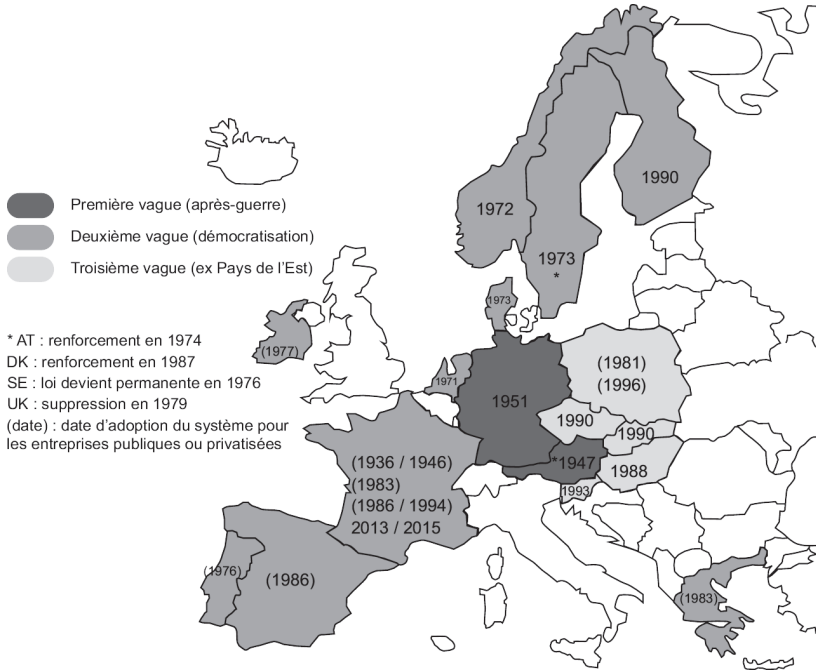 Première vague (après-guerre)
Deuxième vague (démocratisation)
Troisième vague (ex Pays de l’Est)
* AT : renforcement en 1974
DK : renforcement en 1987
SE : loi devient permanente en 1976
UK : suppression en 1979
(date) : date d’adoption du système pour
les entreprises publiques ou privatisées
1990
1972
1973
*
1973
(1977)
1971
1951
(1981)
(1996)
1990
1990
*1947
1988
1993
(1936 / 1946)
(1983)
(1986 / 1994)
2013 / 2015
(1976)
(1986)
(1983)